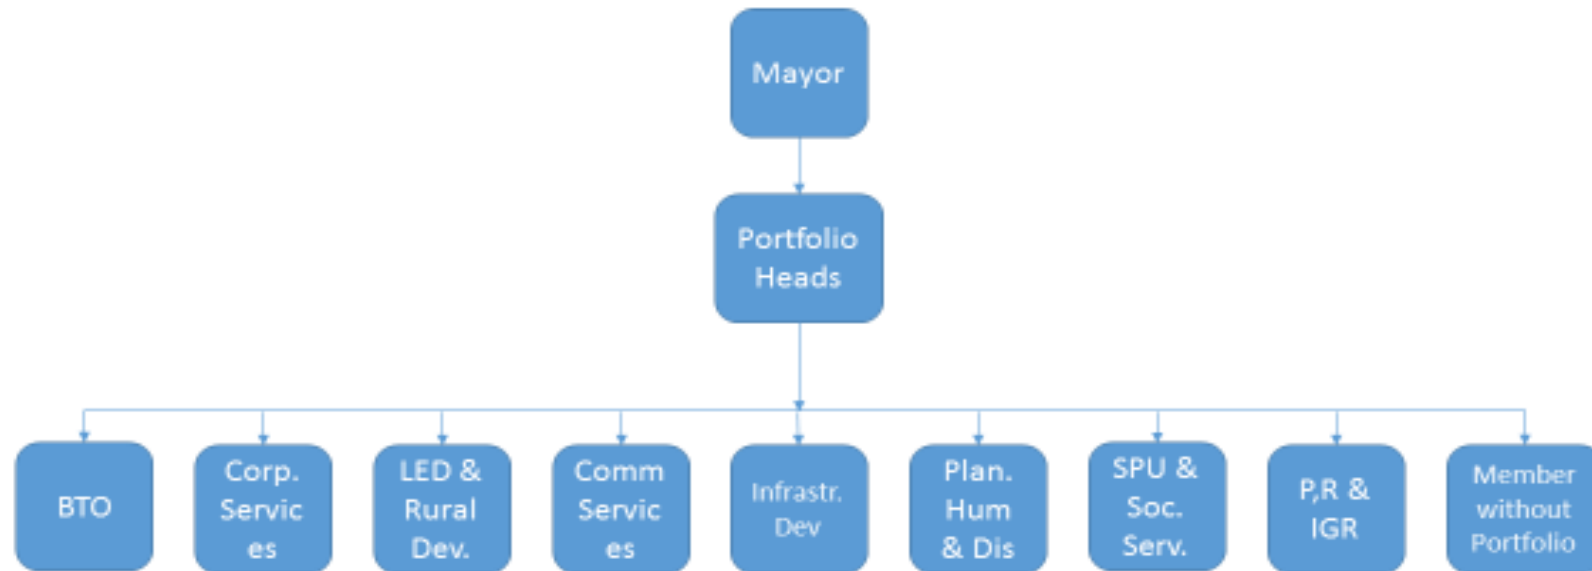 Mayor
Portfolio
Heads
BTO
Corp.
Servic
es
LED &
Rural
Dev.
Comm
Servic
es
Infrastr.
Dev
Plan.
Hum
& Dis
SPU &
Soc.
Serv.
P,R &
IGR
Member
without
Portfolio